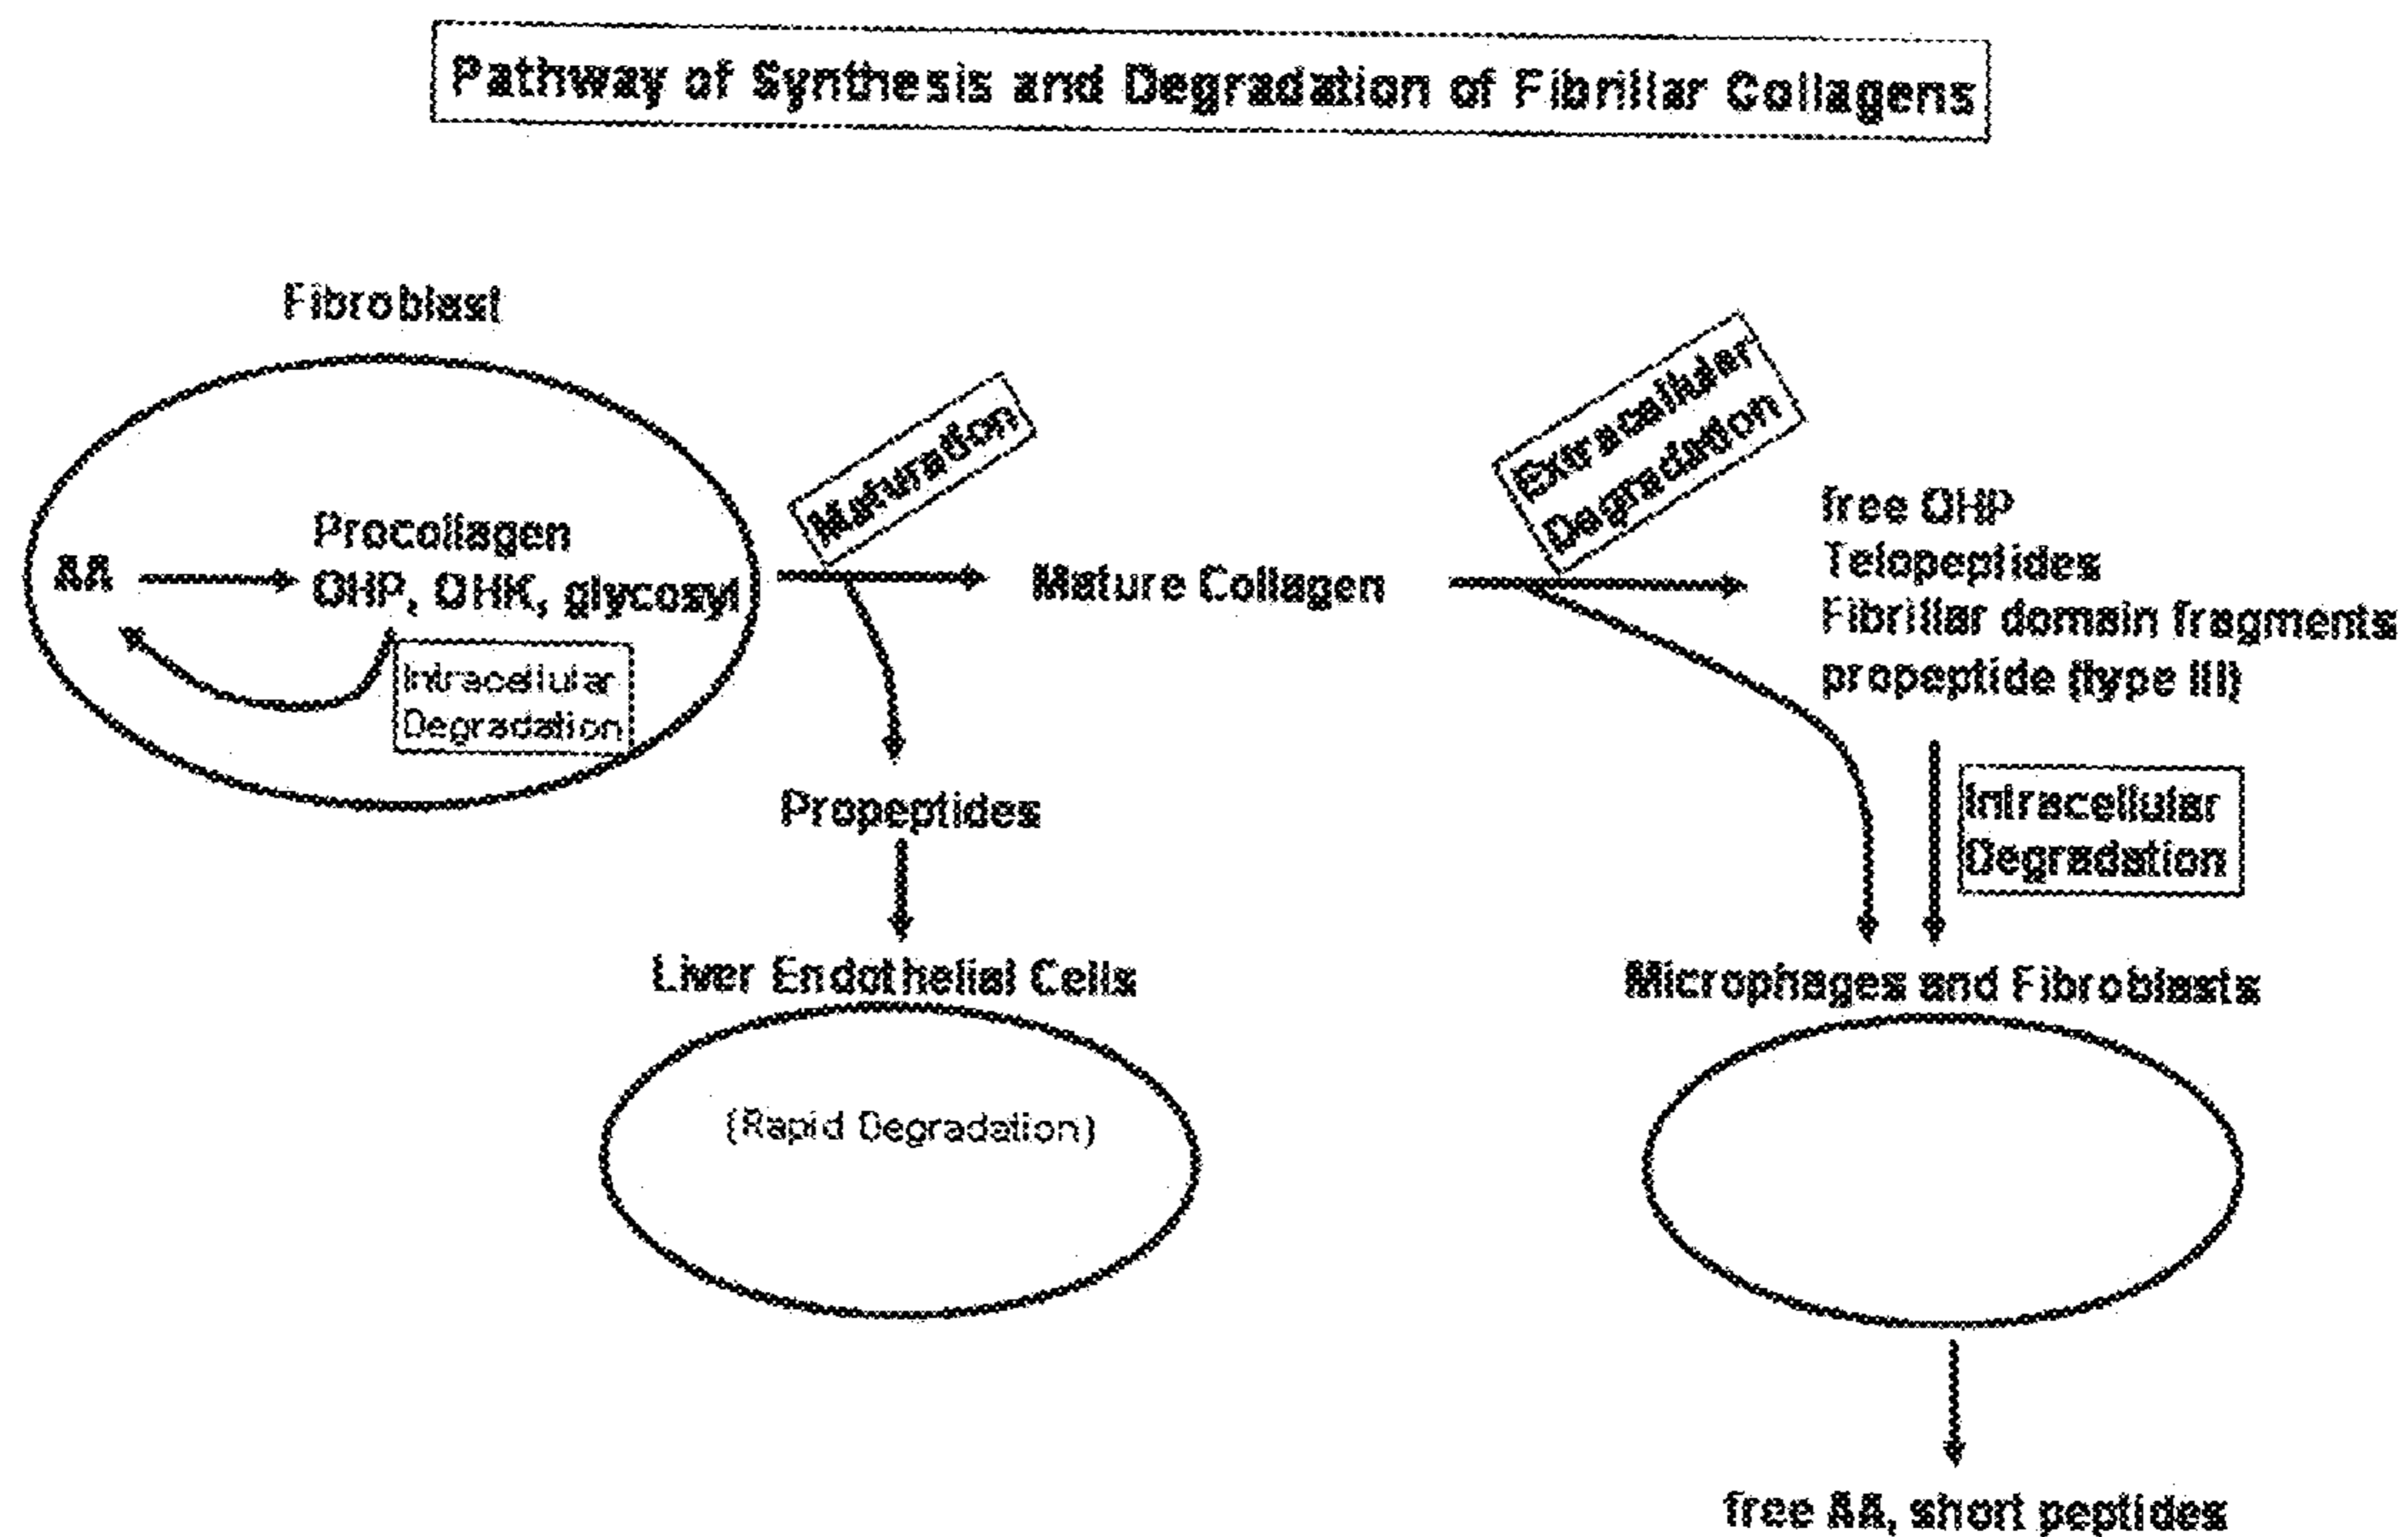 Pathway of Synthesis and Degradation of Fibrillar Collagens
Fibroblast
AA
Procollagen
OHP, OHK, glycosyl
Intracellular
Degradation
Maturation
Mature Collagen
Extracellular
Degradation
free OHP
Telopeptides
Fibrillar domain fragments
propeptide (type III)
Intracellular
Degradation
Propeptides
Liver Endothelial Cells
(Rapid Degradation)
Microphages and Fibroblasts
free AA, short peptides